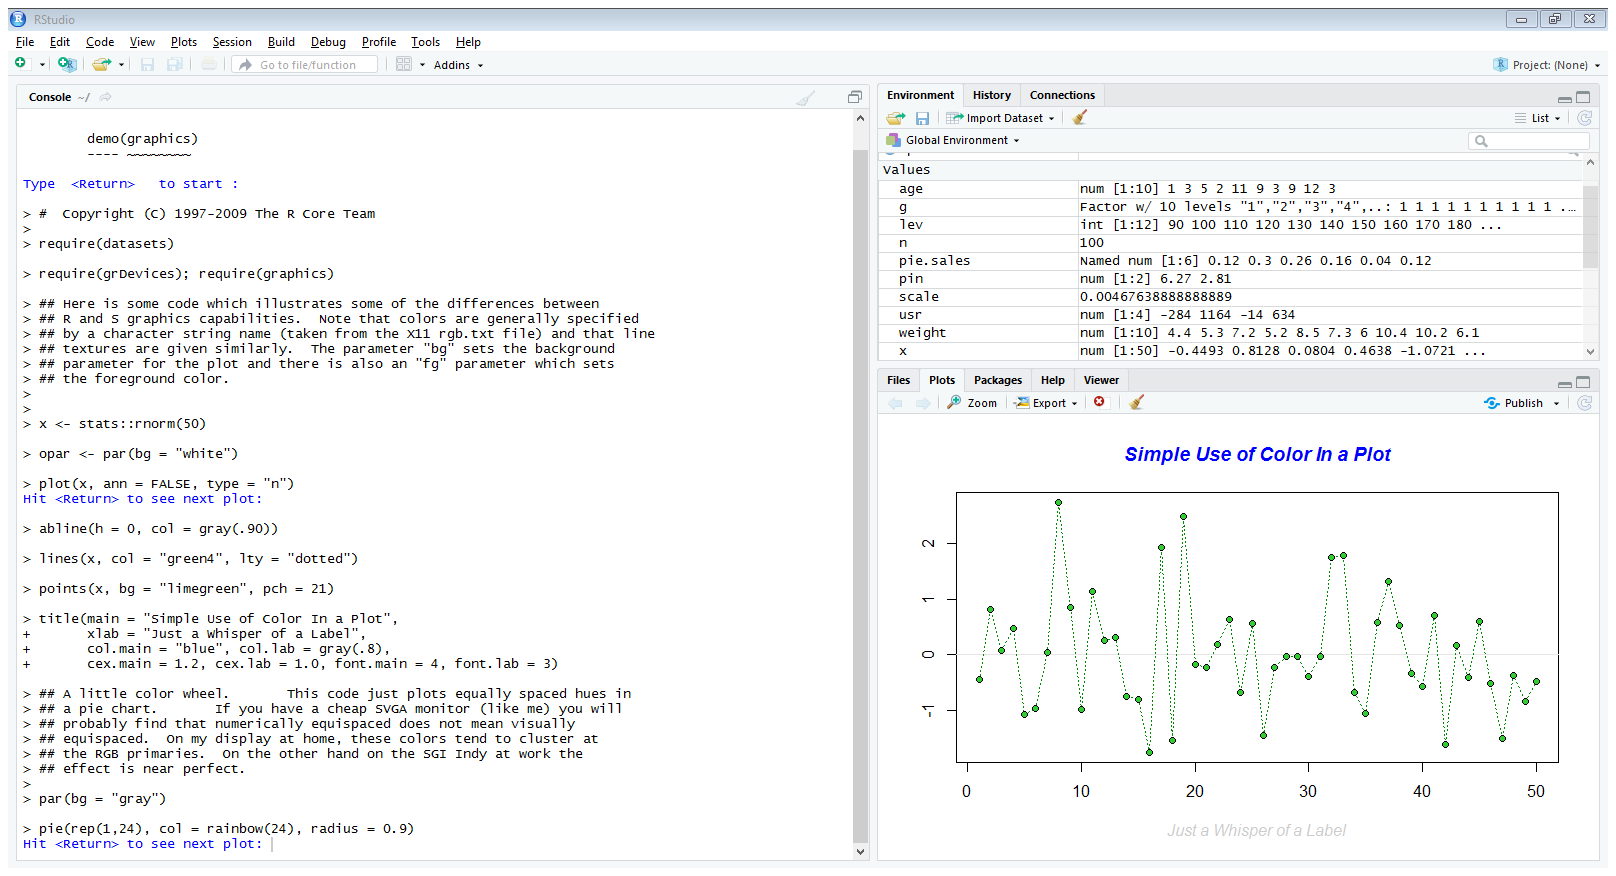 RStudio
File Edit Code View Plots Session Build Debug Profile Tools Help
Go to file/function Addins Project: (None)
Console ~/
demo(graphics)
---- ~~~~~~~~
Type  <Return>   to start :
> #  Copyright (C) 1997-2009 The R Core Team
>
> require(datasets)
> require(grDevices); require(graphics)
> ## Here is some code which illustrates some of the differences between
> ## R and S graphics capabilities.  Note that colors are generally specified
> ## by a character string name (taken from the X11 rgb.txt file) and that line
> ## textures are given similarly.  The parameter "bg" sets the background
> ## parameter for the plot and there is also an "fg" parameter which sets
> ## the foreground color.
>
>
> x <- stats::rnorm(50)
> opar <- par(bg = "white")
> plot(x, ann = FALSE, type = "n")
Hit <Return> to see next plot:
> abline(h = 0, col = gray(.90))
> lines(x, col = "green4", lty = "dotted")
> points(x, bg = "limegreen", pch = 21)
> title(main = "Simple Use of Color In a Plot",
+       xlab = "Just a Whisper of a Label",
+       col.main = "blue", col.lab = gray(.8),
+       cex.main = 1.2, cex.lab = 1.0, font.main = 4, font.lab = 3)
> ## A little color wheel.       This code just plots equally spaced hues in
> ## a pie chart.       If you have a cheap SVGA monitor (like me) you will
> ## probably find that numerically equispaced does not mean visually
> ## equispaced.  On my display at home, these colors tend to cluster at
> ## the RGB primaries.  On the other hand on the SGI Indy at work the
> ## effect is near perfect.
>
> par(bg = "gray")
> pie(rep(1,24), col = rainbow(24), radius = 0.9)
Hit <Return> to see next plot:
Environment History Connections
Import Dataset List
Global Environment
Values
age num [1:10] 1 3 5 2 11 9 3 9 12 3
g Factor w/ 10 levels "1","2","3","4",..: 1 1 1 1 1 1 1 1 1 1 ...
lev int [1:12] 90 100 110 120 130 140 150 160 170 180 ...
n 100
pie.sales Named num [1:6] 0.12 0.3 0.26 0.16 0.04 0.12
pin num [1:2] 6.27 2.81
scale 0.00467638888888889
usr num [1:4] -284 1164 -14 634
weight num [1:10] 4.4 5.3 7.2 5.2 8.5 7.3 6 10.4 10.2 6.1
x num [1:50] -0.4493 0.8128 0.0804 0.4638 -1.0721 ...
Files Plots Packages Help Viewer
Zoom Export Publish
Simple Use of Color In a Plot
2
1
0
-1
0 10 20 30 40 50
Just a Whisper of a Label